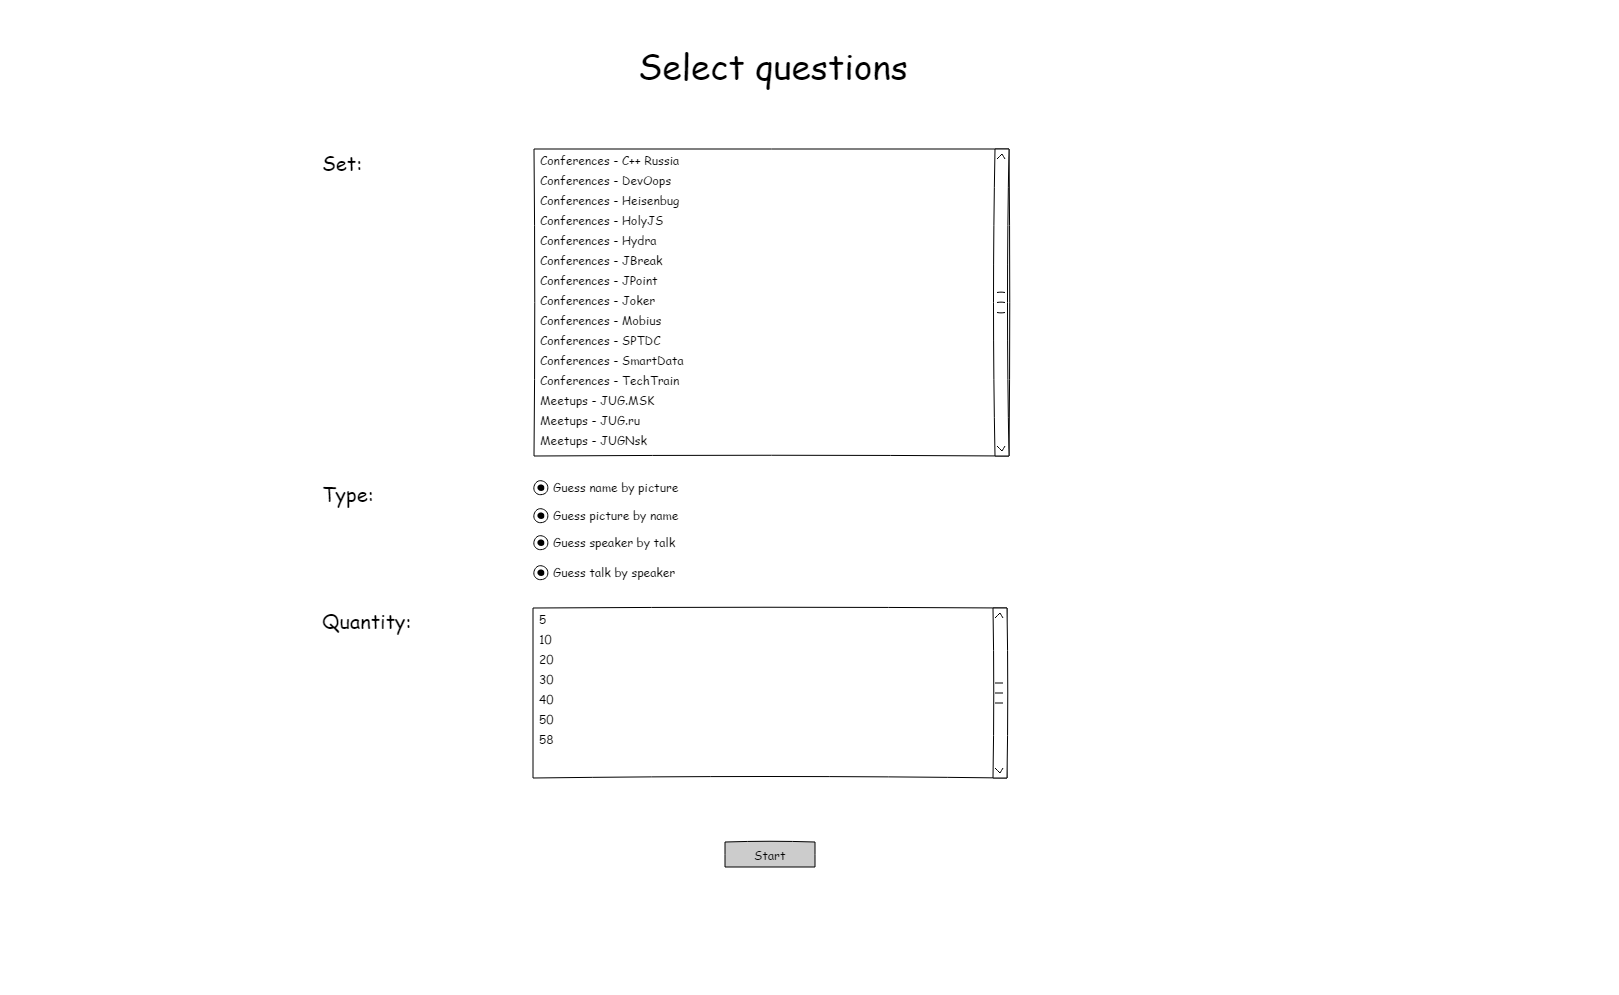 Select questions
Set:
Conferences - C++ Russia
Conferences - DevOops
Conferences - Heisenbug
Conferences - HolyJS
Conferences - Hydra
Conferences - JBreak
Conferences - JPoint
Conferences - Joker
Conferences - Mobius
Conferences - SPTDC
Conferences - SmartData
Conferences - TechTrain
Meetups - JUG.MSK
Meetups - JUG.ru
Meetups - JUGNsk
Type:
Guess name by picture
Guess picture by name
Guess speaker by talk
Guess talk by speaker
Quantity:
5
10
20
30
40
50
58
Start